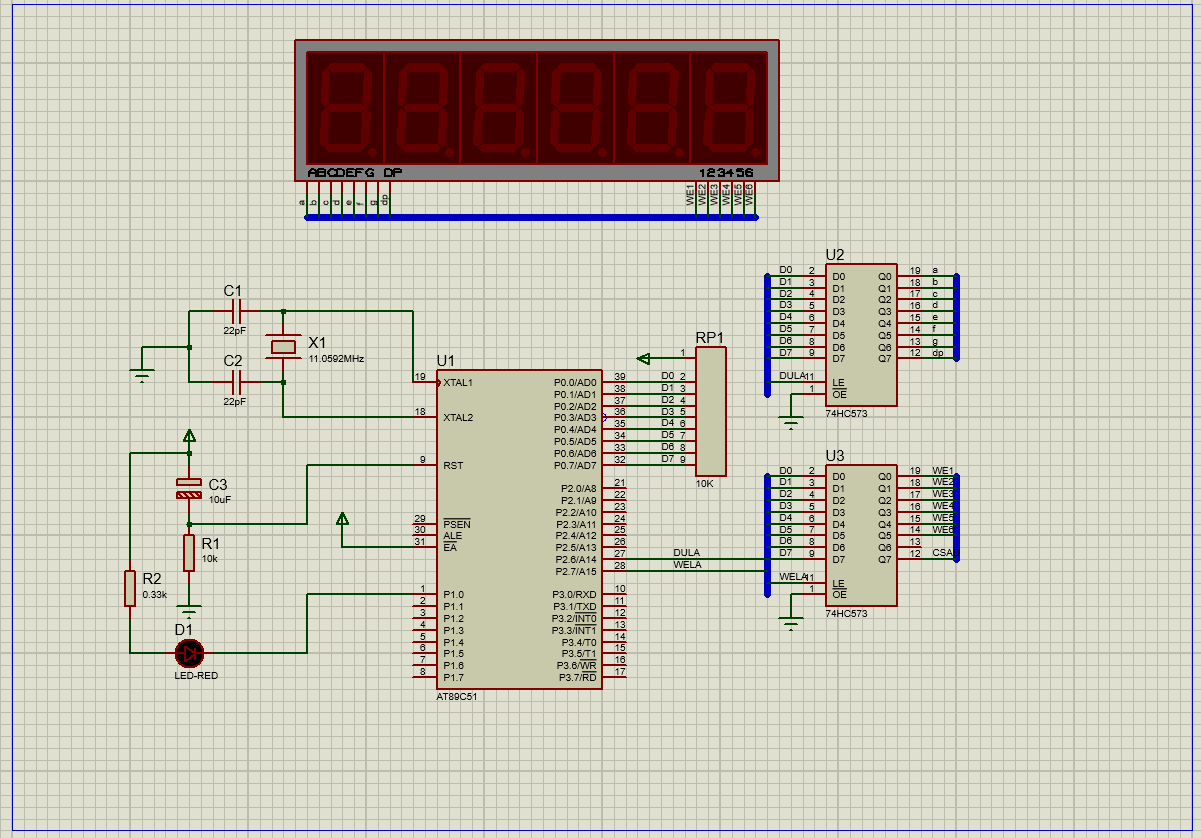 ABCDEFG DP
123456
a
b
c
d
e
f
g
dp
WE1
WE2
WE3
WE4
WE5
WE6
C1
22pF
X1
11.0592MHz
C2
22pF
C3
10uF
R1
10k
R2
0.33k
D1
LED-RED
U1
19 XTAL1
18 XTAL2
9 RST
29 PSEN
30 ALE
31 EA
1 P1.0
2 P1.1
3 P1.2
4 P1.3
5 P1.4
6 P1.5
7 P1.6
8 P1.7
P0.0/AD0 39
P0.1/AD1 38
P0.2/AD2 37
P0.3/AD3 36
P0.4/AD4 35
P0.5/AD5 34
P0.6/AD6 33
P0.7/AD7 32
P2.0/A8 21
P2.1/A9 22
P2.2/A10 23
P2.3/A11 24
P2.4/A12 25
P2.5/A13 26
P2.6/A14 27 DULA
P2.7/A15 28 WELA
P3.0/RXD 10
P3.1/TXD 11
P3.2/INT0 12
P3.3/INT1 13
P3.4/T0 14
P3.5/T1 15
P3.6/WR 16
P3.7/RD 17
AT89C51
RP1
1
D0 2
D1 3
D2 4
D3 5
D4 6
D5 7
D6 8
D7 9
10K
U2
D0 2 D0 Q0 19 a
D1 3 D1 Q1 18 b
D2 4 D2 Q2 17 c
D3 5 D3 Q3 16 d
D4 6 D4 Q4 15 e
D5 7 D5 Q5 14 f
D6 8 D6 Q6 13 g
D7 9 D7 Q7 12 dp
DULA 11 LE
1 OE
74HC573
U3
D0 2 D0 Q0 19 WE1
D1 3 D1 Q1 18 WE2
D2 4 D2 Q2 17 WE3
D3 5 D3 Q3 16 WE4
D4 6 D4 Q4 15 WE5
D5 7 D5 Q5 14 WE6
D6 8 D6 Q6 13
D7 9 D7 Q7 12 CSAD
WELA 11 LE
1 OE
74HC573